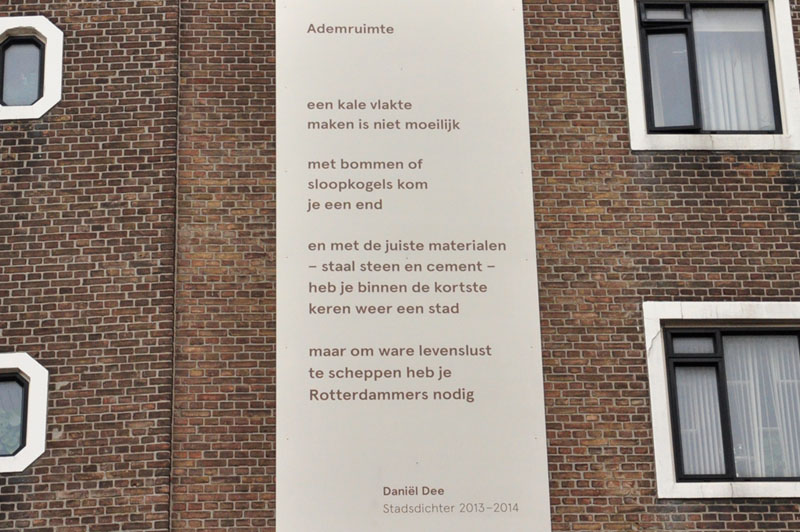 Ademruimte
een kale vlakte
maken is niet moeilijk
met bommen of
sloopkogels kom
je een end
en met de juiste materialen
– staal steen en cement –
heb je binnen de kortste
keren weer een stad
maar om ware levenslust
te scheppen heb je
Rotterdammers nodig
Daniël Dee
Stadsdichter 2013–2014